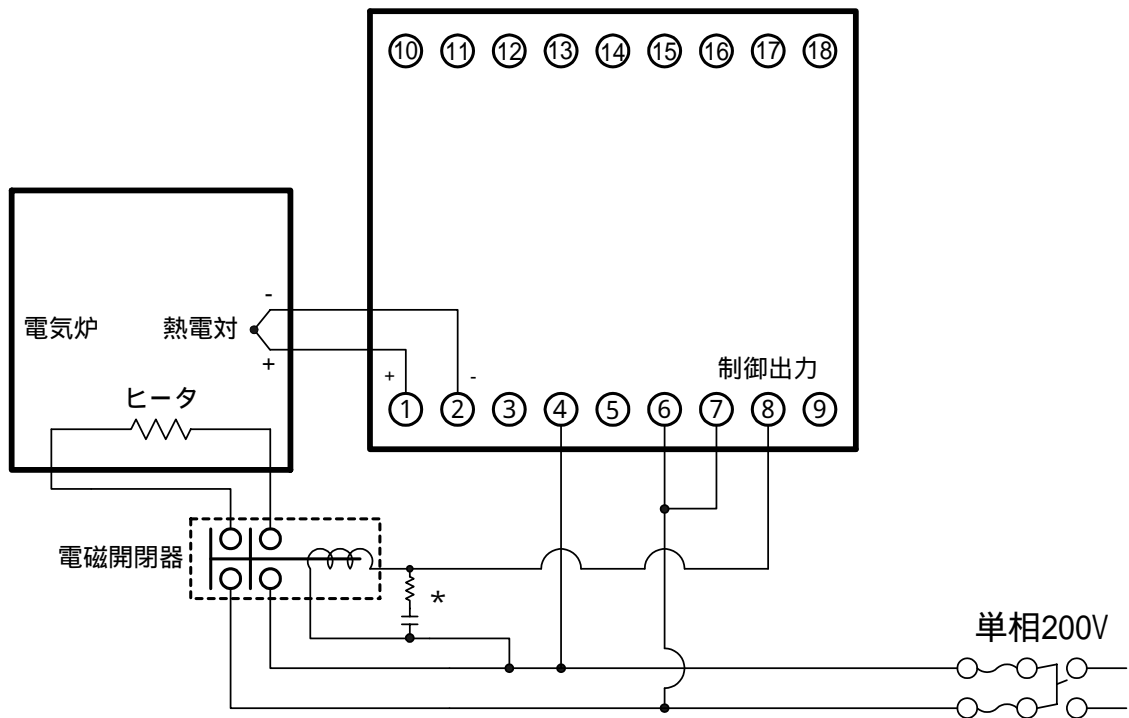 ⑩ ⑪ ⑫ ⑬ ⑭ ⑮ ⑯ ⑰ ⑱
-
電気炉 熱電対
+
+ -
制御出力
ヒータ
① ② ③ ④ ⑤ ⑥ ⑦ ⑧ ⑨
電磁開閉器
*
単相200V